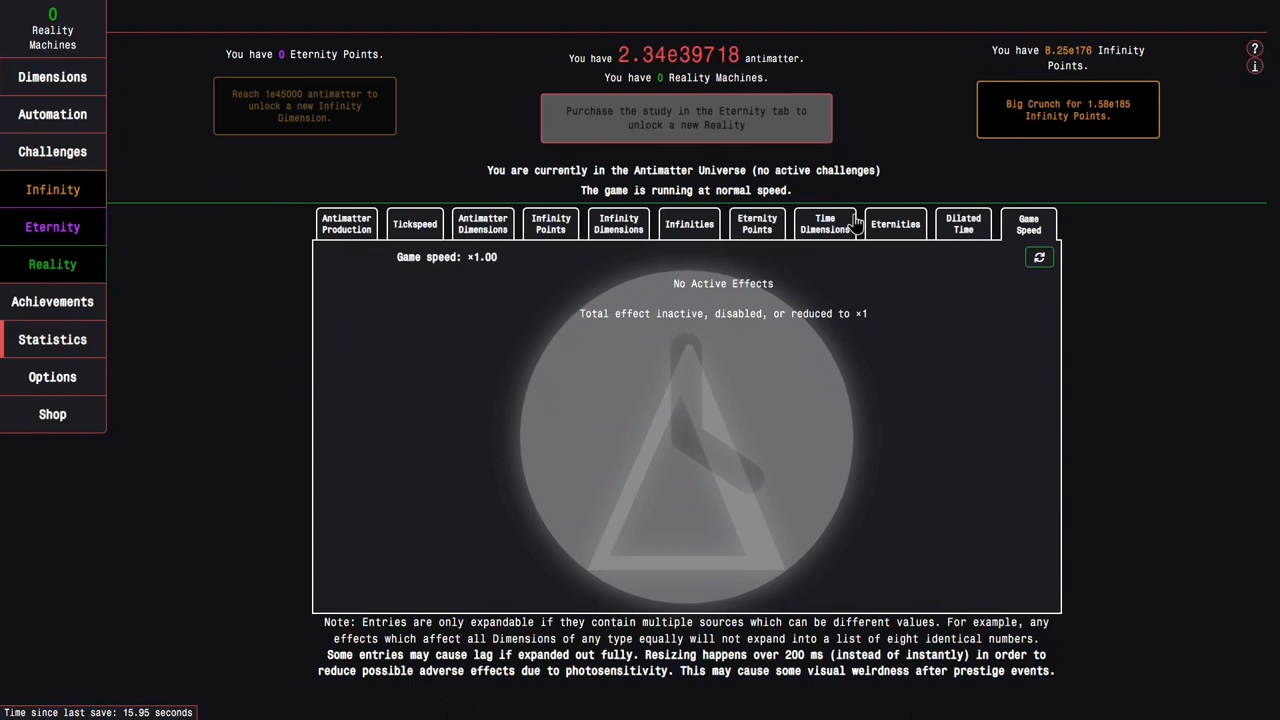 0
Reality
Machines
Dimensions
Automation
Challenges
Infinity
Eternity
Reality
Achievements
Statistics
Options
Shop
You have 0 Eternity Points.
Reach 1e45000 antimatter to
unlock a new Infinity
Dimension.
You have 2.34e39718 antimatter.
You have 0 Reality Machines.
Purchase the study in the Eternity tab to
unlock a new Reality
You have 8.25e176 Infinity
Points.
Big Crunch for 1.58e185
Infinity Points.
?
i
You are currently in the Antimatter Universe (no active challenges)
The game is running at normal speed.
Antimatter
Production
Tickspeed
Antimatter
Dimensions
Infinity
Points
Infinity
Dimensions
Infinities
Eternity
Points
Time
Dimensions
Eternities
Dilated
Time
Game
Speed
Game speed: ×1.00
No Active Effects
Total effect inactive, disabled, or reduced to ×1
Note: Entries are only expandable if they contain multiple sources which can be different values. For example, any
effects which affect all Dimensions of any type equally will not expand into a list of eight identical numbers.
Some entries may cause lag if expanded out fully. Resizing happens over 200 ms (instead of instantly) in order to
reduce possible adverse effects due to photosensitivity. This may cause some visual weirdness after prestige events.
Time since last save: 15.95 seconds